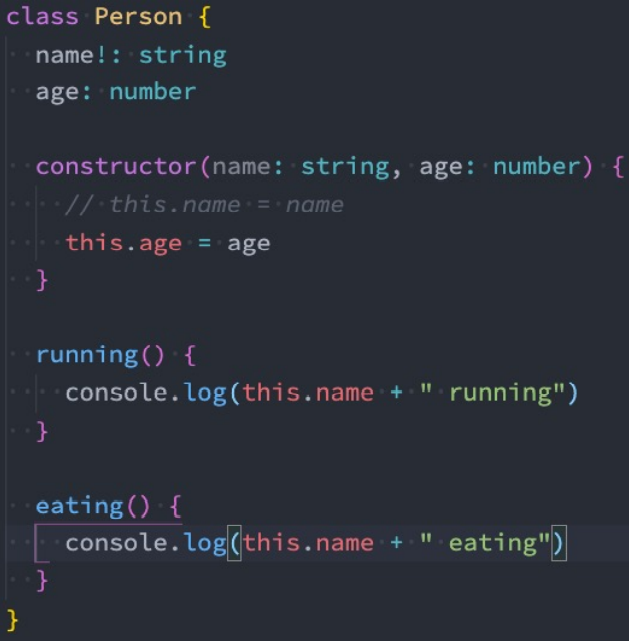 class Person {
  name!: string
  age: number

  constructor(name: string, age: number) {
    // this.name = name
    this.age = age
  }

  running() {
    console.log(this.name + " running")
  }

  eating() {
    console.log(this.name + " eating")
  }
}